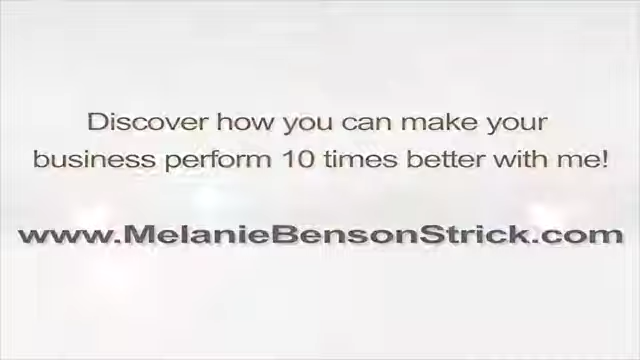 Discover how you can make your
business perform 10 times better with me!
www.MelanieBensonStrick.com